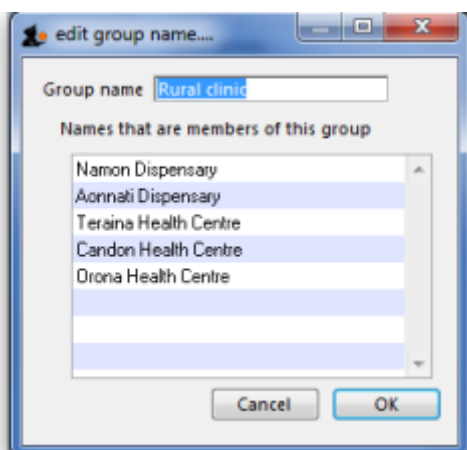 edit group name....
Group name Rural clinic
Names that are members of this group
Namon Dispensary
Aonnati Dispensary
Teraina Health Centre
Candon Health Centre
Orona Health Centre
Cancel OK